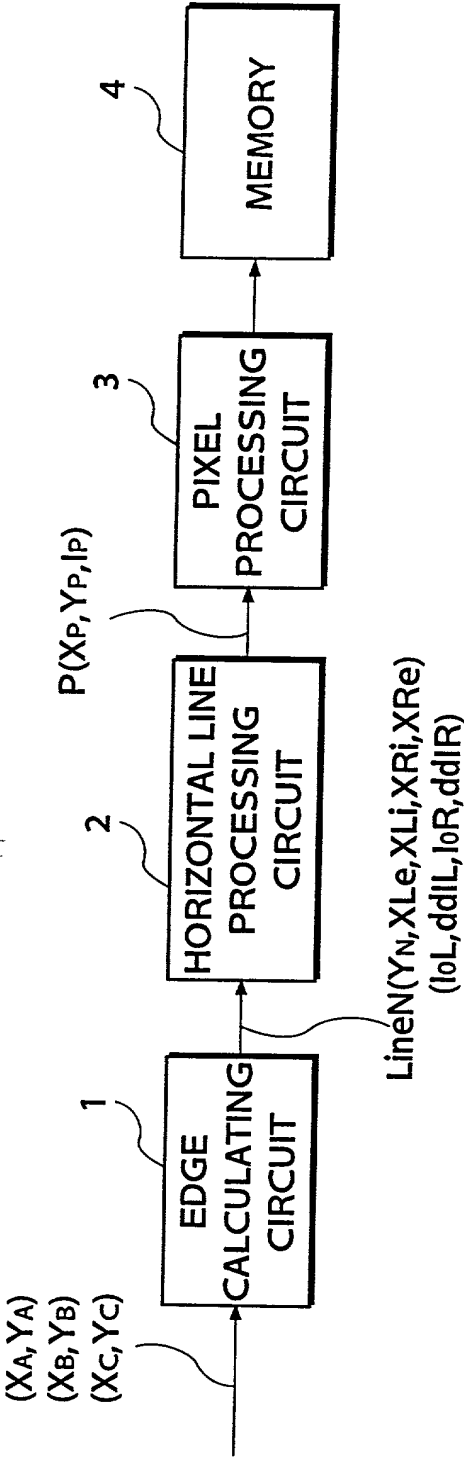 (XA,YA)
(XB,YB)
(XC,YC)
1
EDGE
CALCULATING
CIRCUIT
LineN(YN,XLe,XLi,XRi,XRe)
(I0L,ddIL,I0R,ddIR)
2
HORIZONTAL LINE
PROCESSING
CIRCUIT
P(XP,YP,IP)
3
PIXEL
PROCESSING
CIRCUIT
4
MEMORY